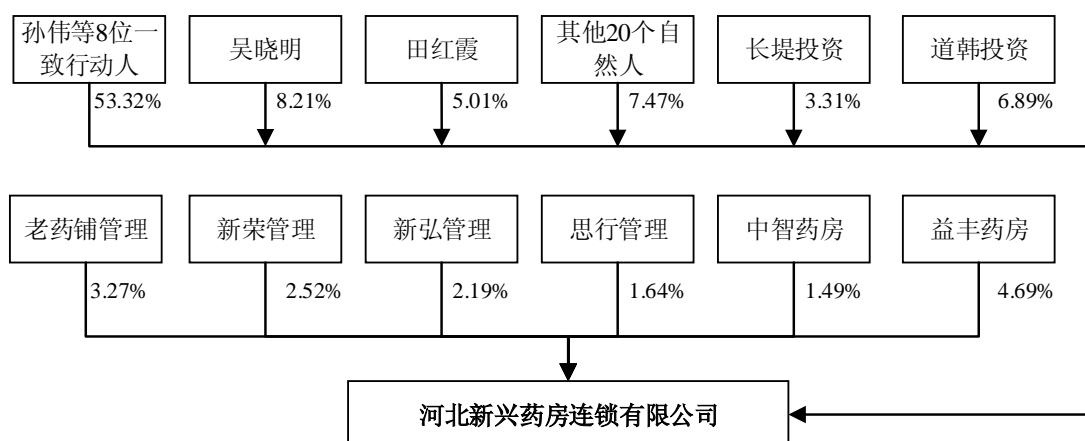 孙伟等8位一
致行动人
吴晓明
田红霞
其他20个自
然人
长堤投资
道韩投资
53.32%
8.21%
5.01%
7.47%
3.31%
6.89%
老药铺管理
新荣管理
新弘管理
思行管理
中智药房
益丰药房
3.27%
2.52%
2.19%
1.64%
1.49%
4.69%
河北新兴药房连锁有限公司